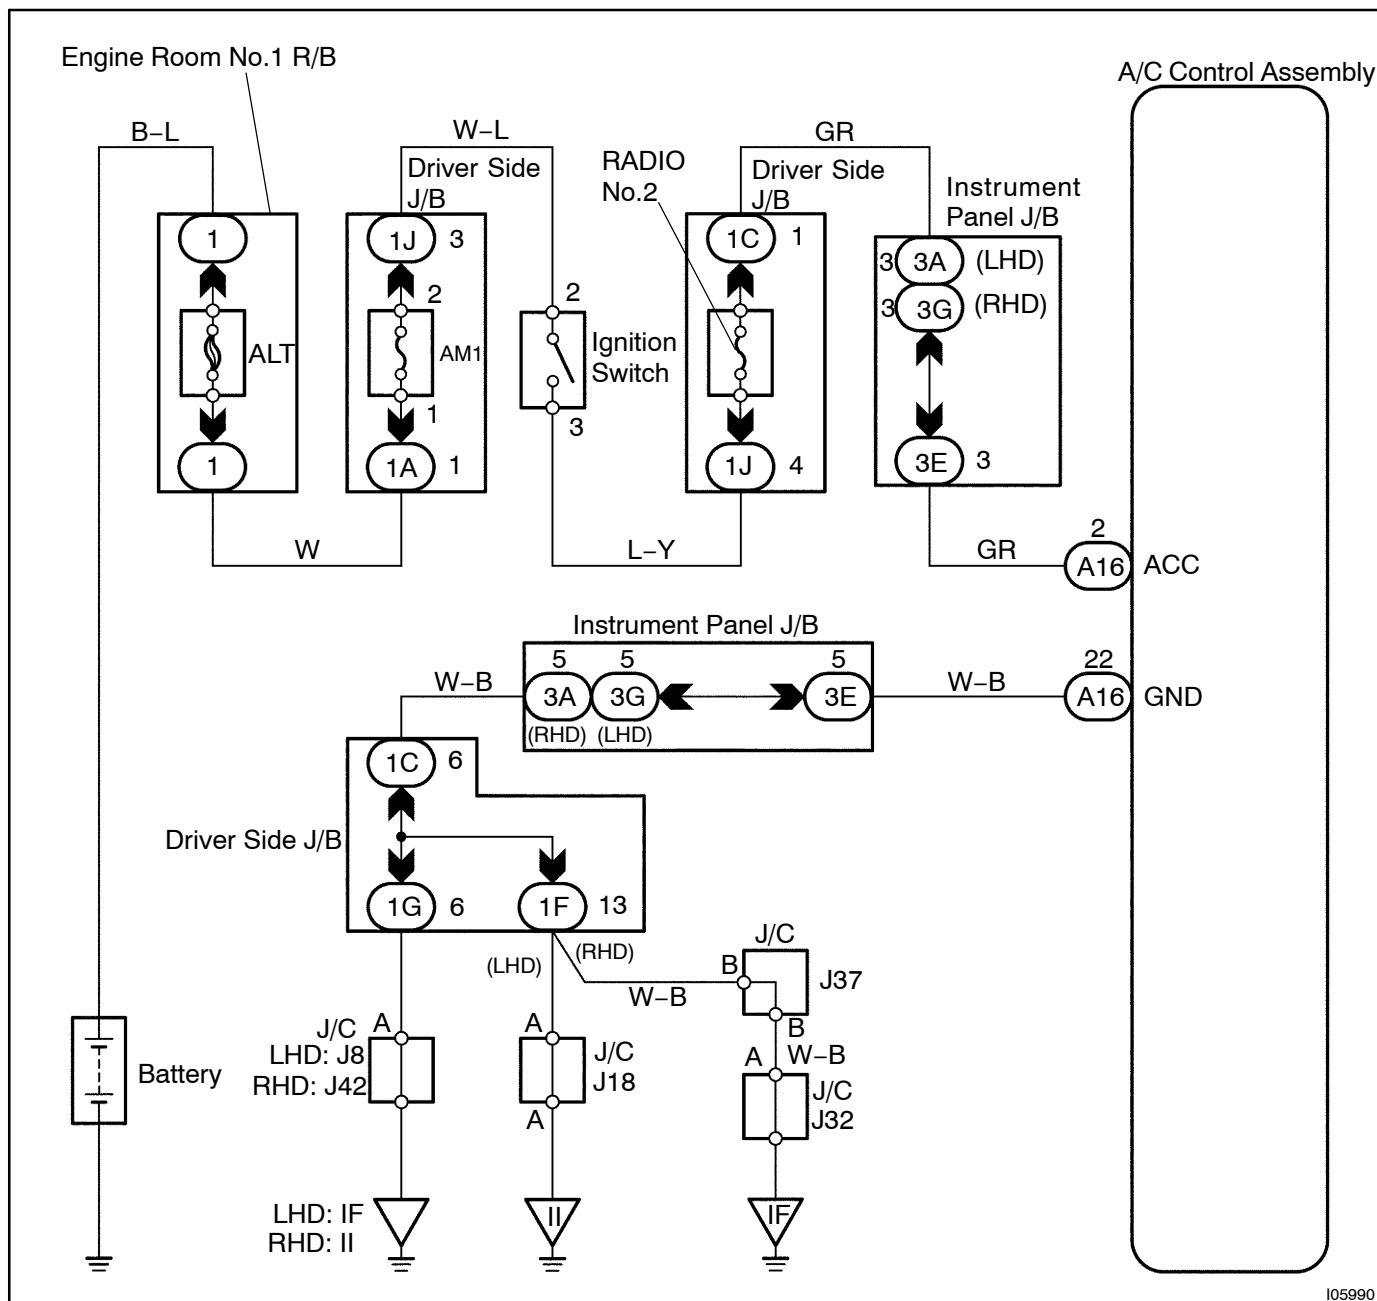 Engine Room No.1 R/B
A/C Control Assembly
B–L
W–L
GR
Driver Side
J/B
RADIO
No.2
Driver Side
J/B
Instrument
Panel J/B
1
1J 3
1C 1
3 3A (LHD)
3 3G (RHD)
2
2
ALT
AM1
Ignition
Switch
1
3
1
1A 1
1J 4
3E 3
W
L–Y
GR
2
A16 ACC
Instrument Panel J/B
5 5 5
22
W–B
3A 3G 3E
W–B
A16 GND
(RHD) (LHD)
1C 6
Driver Side J/B
1G 6
1F 13
(LHD)
(RHD)
J/C
B
J37
W–B
B
J/C A
A
A W–B
LHD: J8
RHD: J42
J/C
J18
J/C
J32
Battery
A
LHD: IF
RHD: II
II
IF
I05990